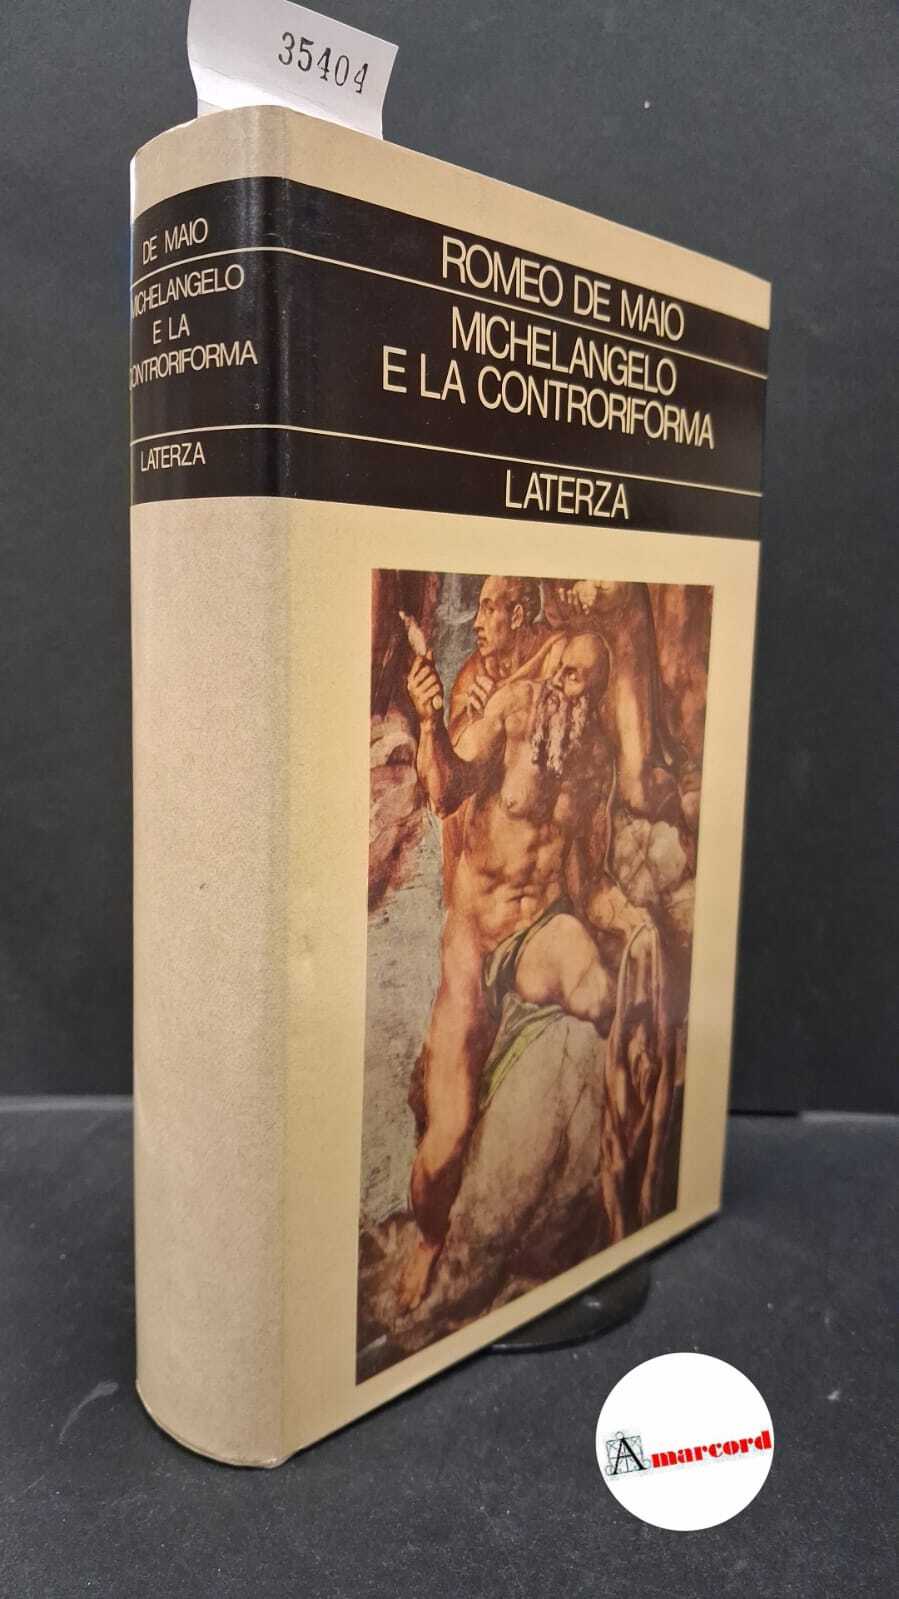 35404
DE MAIO
MICHELANGELO
E LA
CONTRORIFORMA
LATERZA
ROMEO DE MAIO
MICHELANGELO
E LA CONTRORIFORMA
LATERZA
Amarcord